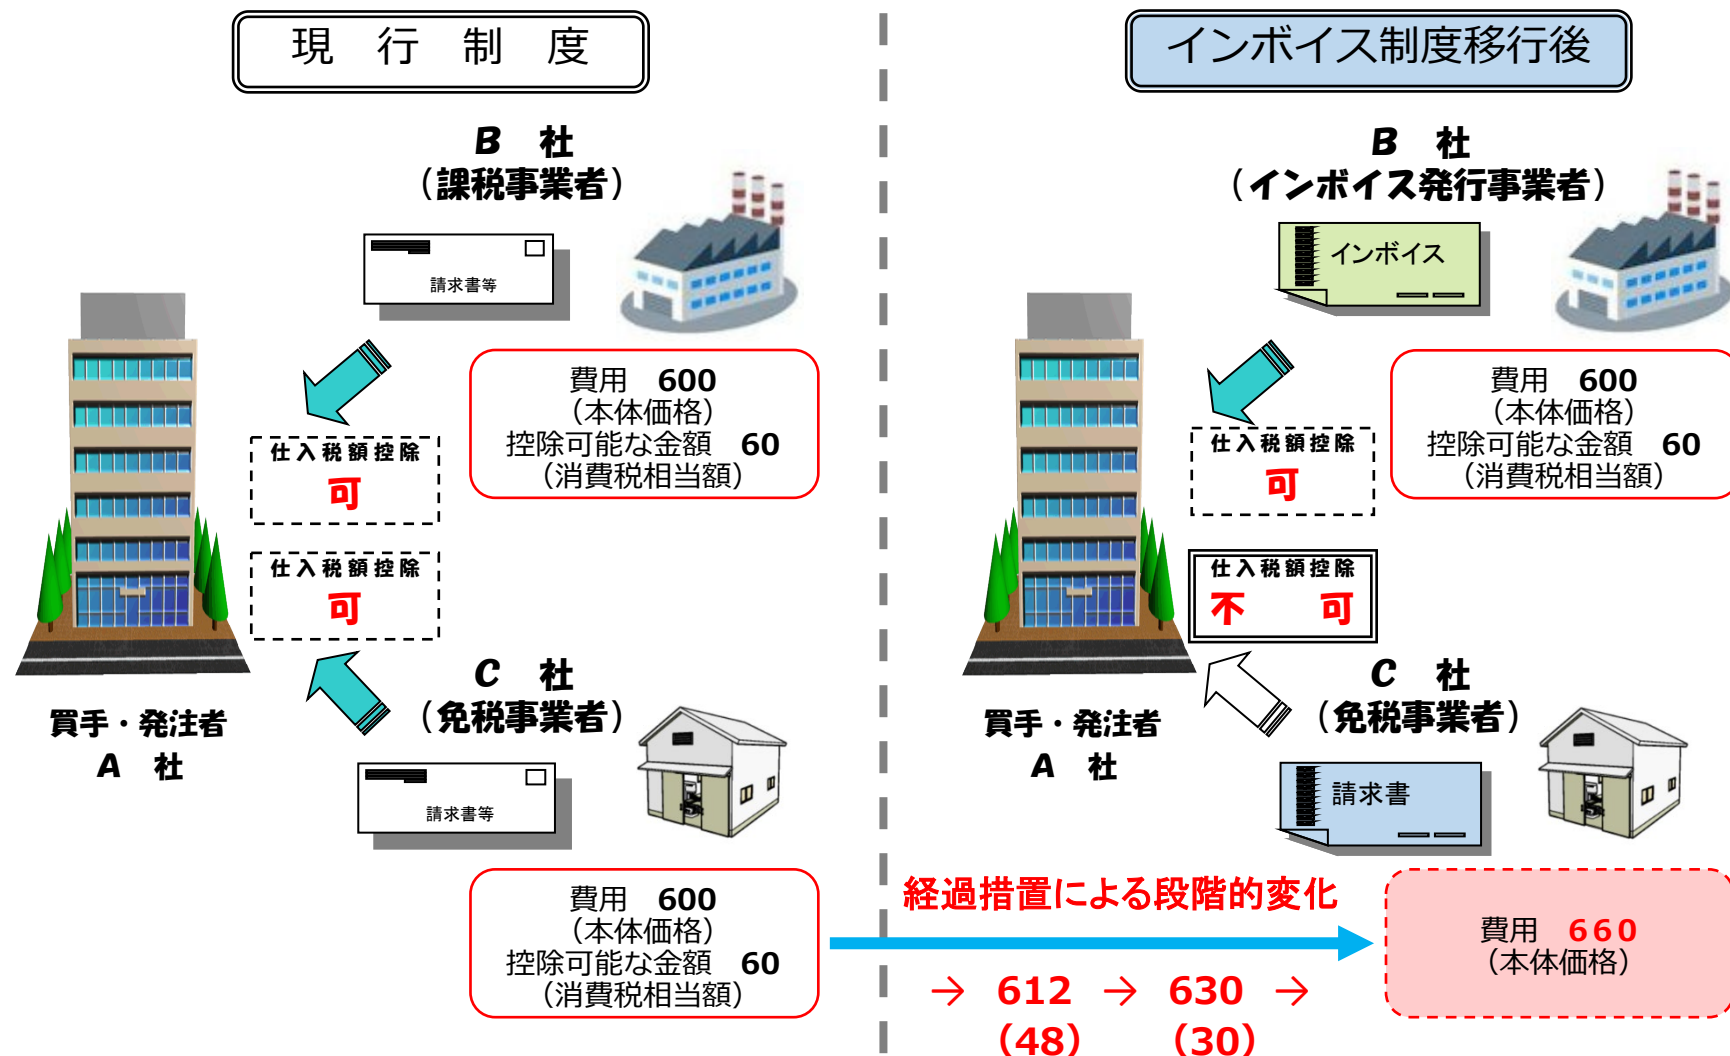 現　行　制　度
B　社
（課税事業者）
請求書等
費用　600
（本体価格）
控除可能な金額　60
（消費税相当額）
仕入税額控除
可
仕入税額控除
可
買手・発注者
A　社
C　社
（免税事業者）
請求書等
費用　600
（本体価格）
控除可能な金額　60
（消費税相当額）
インボイス制度移行後
B　社
（インボイス発行事業者）
インボイス
費用　600
（本体価格）
控除可能な金額　60
（消費税相当額）
仕入税額控除
可
仕入税額控除
不　可
買手・発注者
A　社
C　社
（免税事業者）
請求書
経過措置による段階的変化
→　612　→　630　→
（48）　（30）
費用　660
（本体価格）